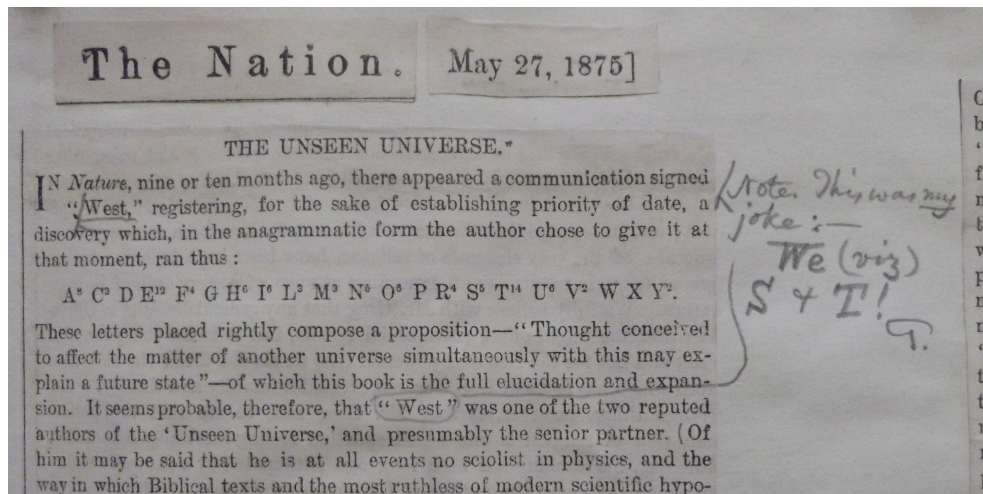 The Nation. May 27, 1875]
THE UNSEEN UNIVERSE.*
IN Nature, nine or ten months ago, there appeared a communication signed
"West," registering, for the sake of establishing priority of date, a
discovery which, in the anagrammatic form the author chose to give it at
that moment, ran thus :
A⁸ C³ D E¹² F⁴ G H⁶ I⁶ L³ M³ N⁵ O⁶ P R⁴ S⁵ T¹⁴ U⁶ V² W X Y².
These letters placed rightly compose a proposition—"Thought conceived
to affect the matter of another universe simultaneously with this may ex-
plain a future state"—of which this book is the full elucidation and expan-
sion. It seems probable, therefore, that "West" was one of the two reputed
authors of the 'Unseen Universe,' and presumably the senior partner. (Of
him it may be said that he is at all events no sciolist in physics, and the
way in which Biblical texts and the most ruthless of modern scientific hypo-
Note. This was my
joke :—
We (viz)
S & T!
T.